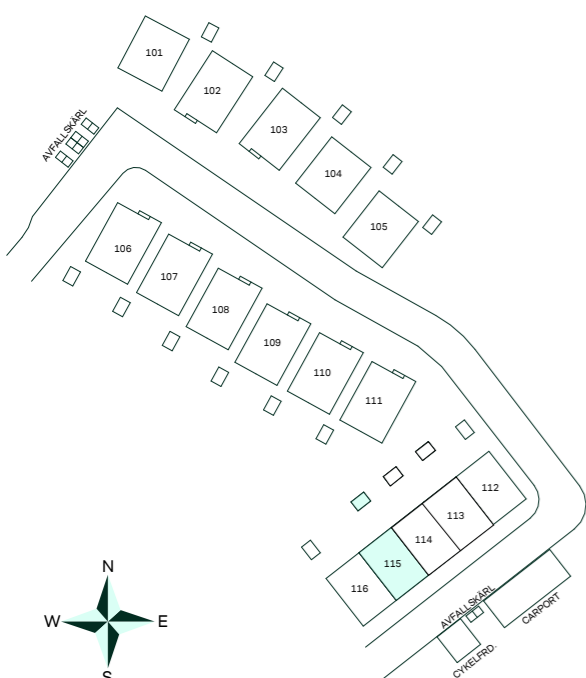 101
102
103
104
105
AVFALLSKÄRL
106
107
108
109
110
111
112
113
114
115
116
AVFALLSKÄRL
CARPORT
CYKELFRD.
N
W
E
S